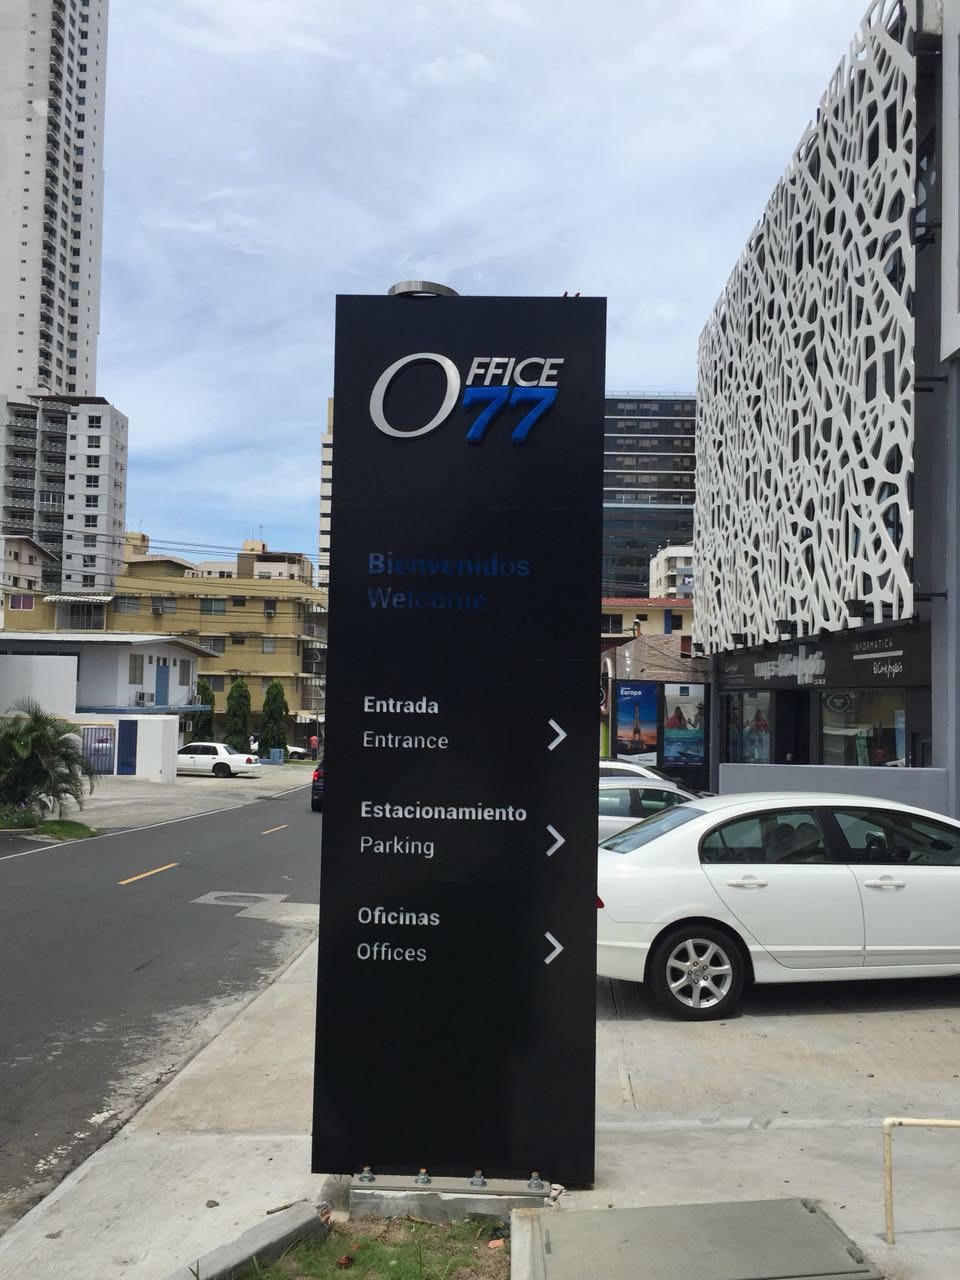 OFFICE
77
Bienvenidos
Welcome
Entrada
Entrance
Estacionamiento
Parking
Oficinas
Offices
Europa
INFORMATICA